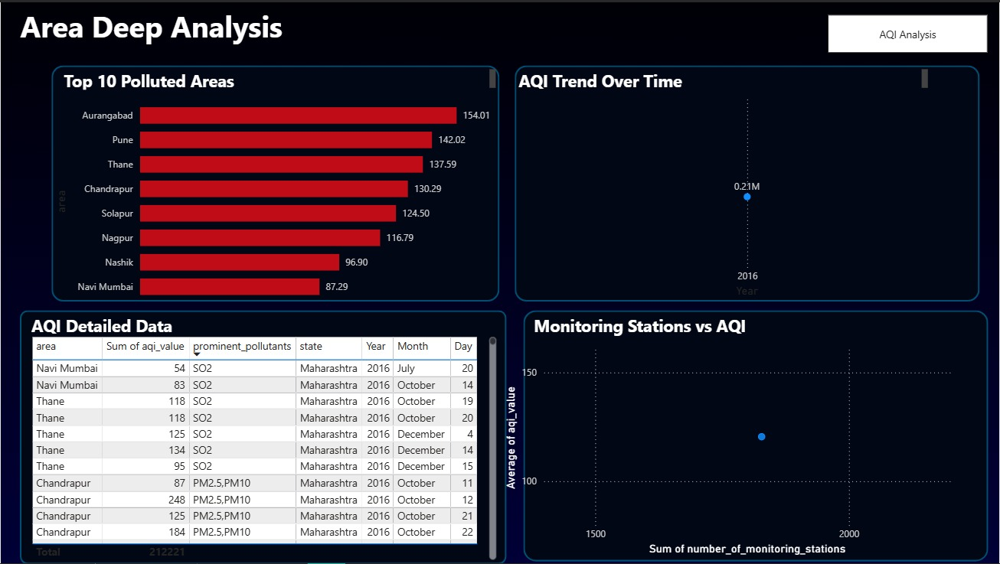 Area Deep Analysis
AQI Analysis
Top 10 Polluted Areas
area
Aurangabad 154.01
Pune 142.02
Thane 137.59
Chandrapur 130.29
Solapur 124.50
Nagpur 116.79
Nashik 96.90
Navi Mumbai 87.29
AQI Trend Over Time
0.21M
2016
Year
AQI Detailed Data
area Sum of aqi_value prominent_pollutants state Year Month Day
Navi Mumbai 54 SO2 Maharashtra 2016 July 20
Navi Mumbai 83 SO2 Maharashtra 2016 October 14
Thane 118 SO2 Maharashtra 2016 October 19
Thane 118 SO2 Maharashtra 2016 October 20
Thane 125 SO2 Maharashtra 2016 December 4
Thane 134 SO2 Maharashtra 2016 December 14
Thane 95 SO2 Maharashtra 2016 December 15
Chandrapur 87 PM2.5,PM10 Maharashtra 2016 October 11
Chandrapur 248 PM2.5,PM10 Maharashtra 2016 October 12
Chandrapur 125 PM2.5,PM10 Maharashtra 2016 October 21
Chandrapur 184 PM2.5,PM10 Maharashtra 2016 October 22
Total 212221
Monitoring Stations vs AQI
Average of aqi_value
150
100
1500 2000
Sum of number_of_monitoring_stations